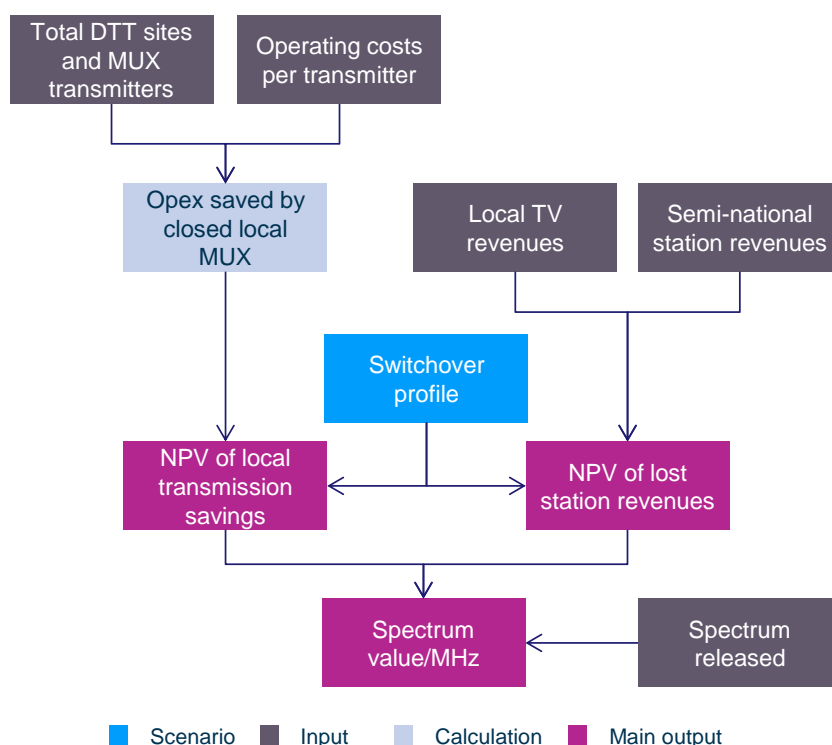 Total DTT sites
and MUX
transmitters
Operating costs
per transmitter
Opex saved by
closed local
MUX
Local TV
revenues
Semi-national
station revenues
Switchover
profile
NPV of local
transmission
savings
NPV of lost
station revenues
Spectrum
value/MHz
Spectrum
released
Scenario
Input
Calculation
Main output